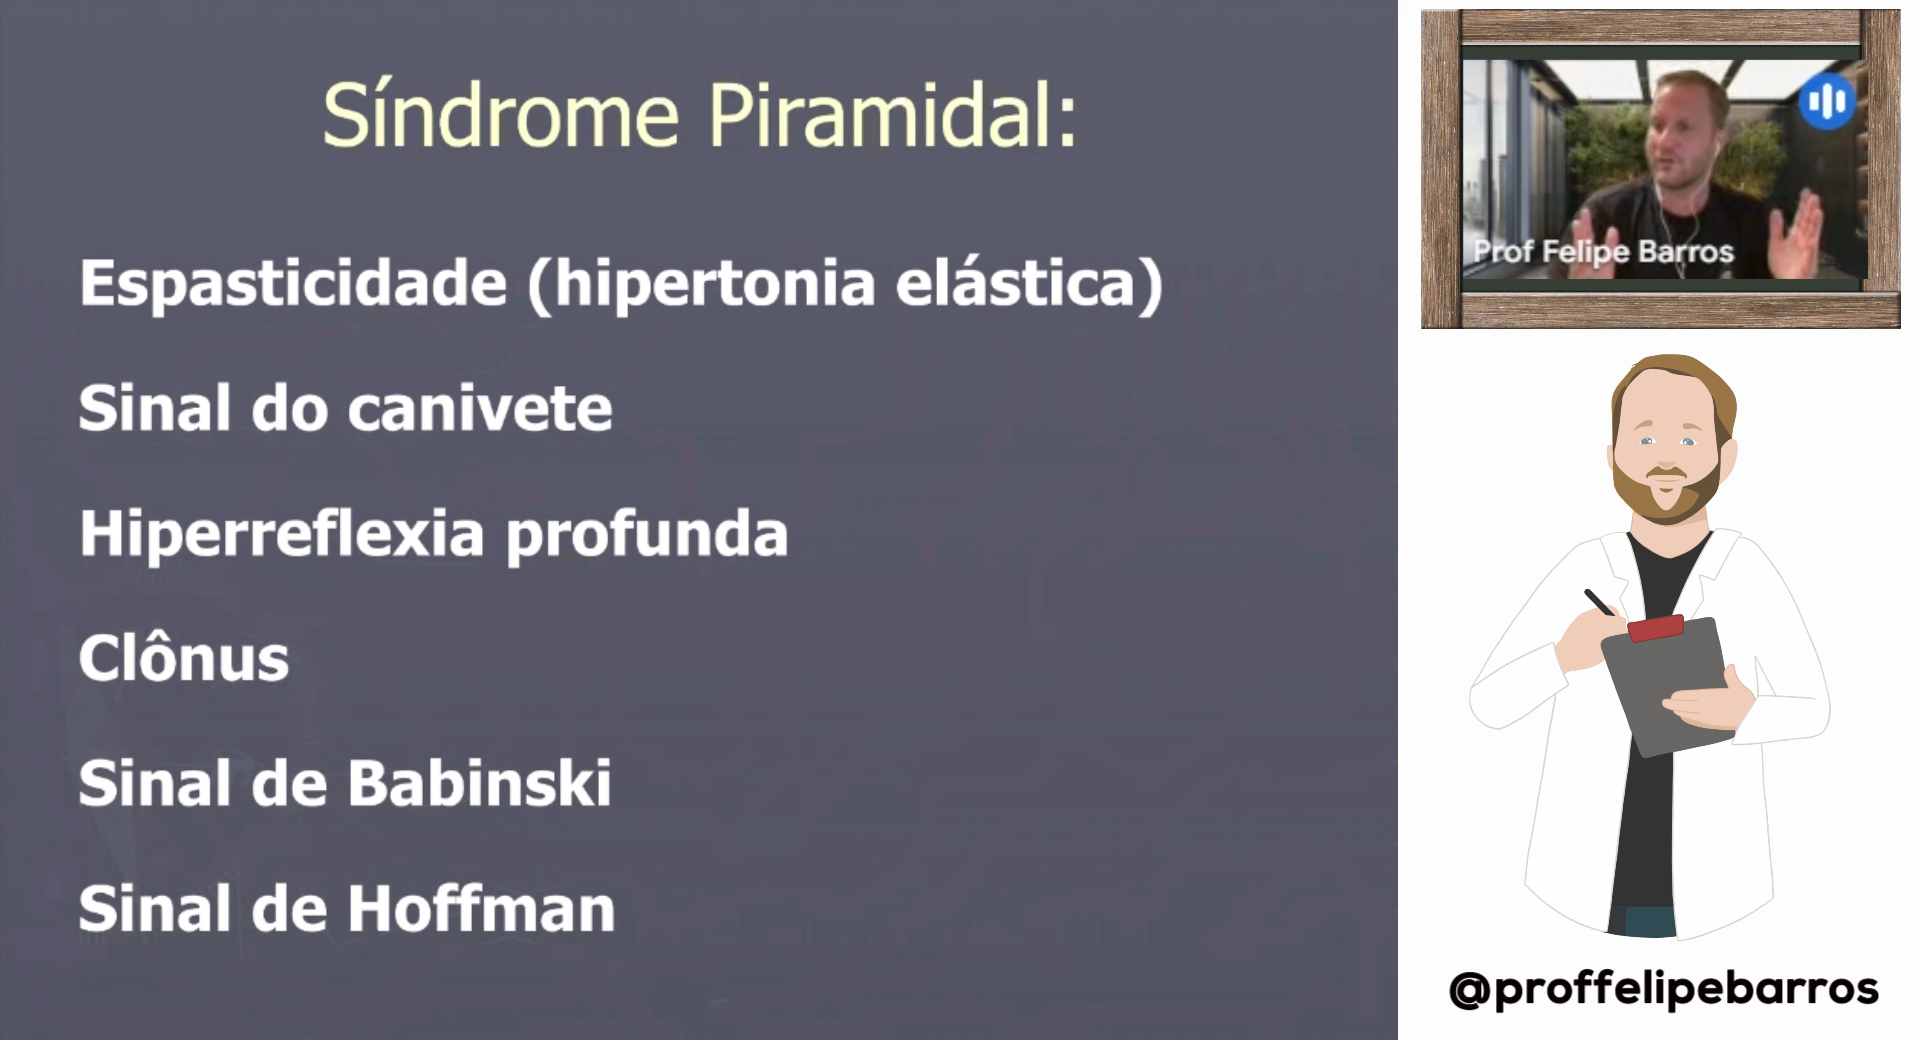 Síndrome Piramidal:
Espasticidade (hipertonia elástica)
Sinal do canivete
Hiperreflexia profunda
Clônus
Sinal de Babinski
Sinal de Hoffman
Prof Felipe Barros
@proffelipebarros